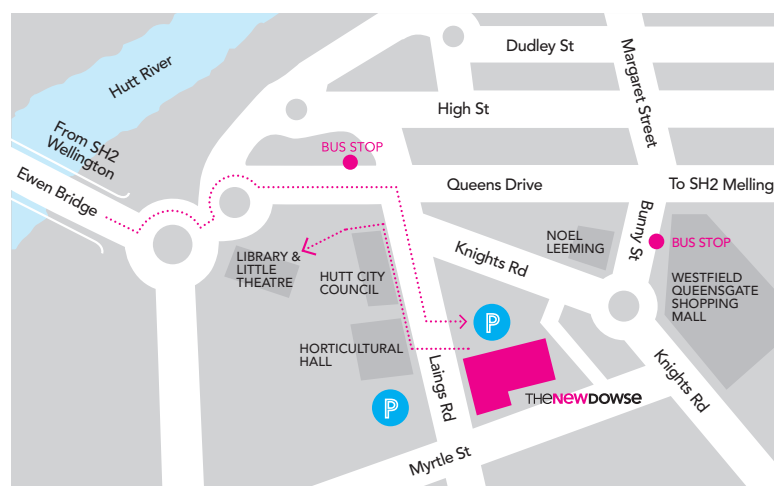 Dudley St
Hutt River
Margaret Street
High St
From SH2
Wellington
BUS STOP
Ewen Bridge
Queens Drive
To SH2 Melling
Bunny St
NOEL
LEEMING
BUS STOP
Knights Rd
LIBRARY &
LITTLE
THEATRE
HUTT CITY
COUNCIL
WESTFIELD
QUEENSGATE
SHOPPING
MALL
P
HORTICULTURAL
HALL
Laings Rd
Knights Rd
THENEWDOWSE
P
Myrtle St